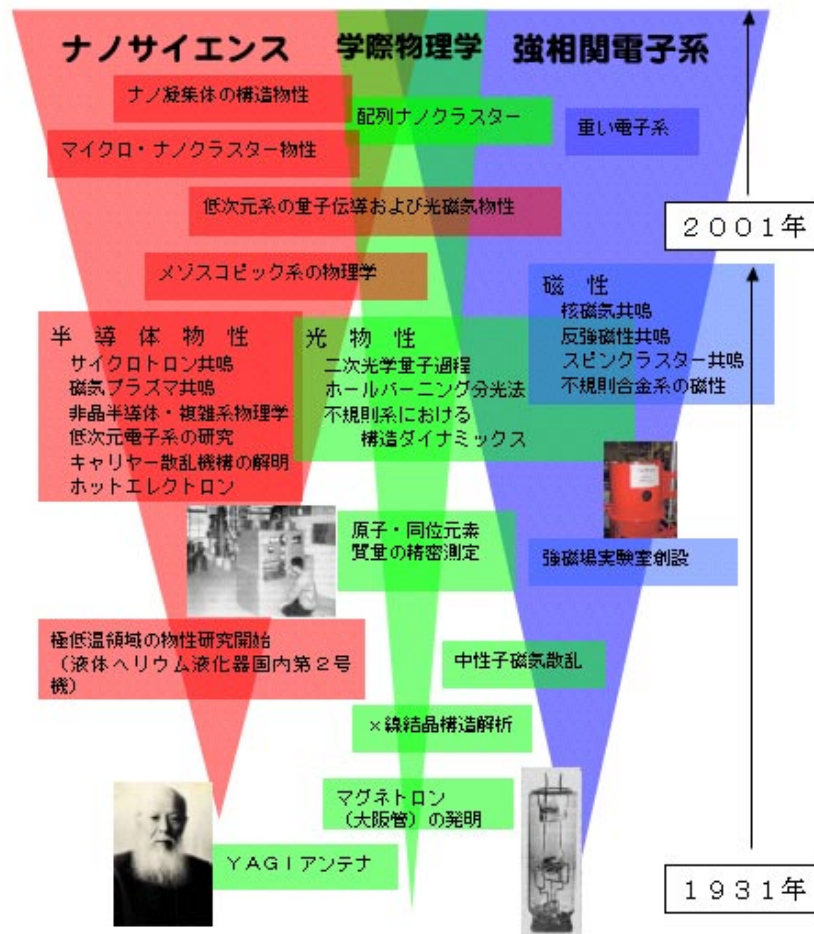 ナノサイエンス
学際物理学
強相関電子系
ナノ凝集体の構造物性
配列ナノクラスター
重い電子系
マイクロ・ナノクラスター物性
低次元系の量子伝導および光磁気物性
2001年
メゾスコピック系の物理学
磁 性
核磁気共鳴
反強磁性共鳴
スピンクラスター共鳴
不規則合金系の磁性
半 導 体 物 性
サイクロトロン共鳴
磁気プラズマ共鳴
非晶半導体・複雑系物理学
低次元電子系の研究
キャリヤー散乱機構の解明
ホットエレクトロン
光 物 性
二次光学量子過程
ホールバーニング分光法
不規則系における
構造ダイナミックス
原子・同位元素
質量の精密測定
強磁場実験室創設
極低温領域の物性研究開始
(液体ヘリウム液化器国内第2号
機)
中性子磁気散乱
×線結晶構造解析
マグネトロン
(大阪管)の発明
YAGIアンテナ
1931年